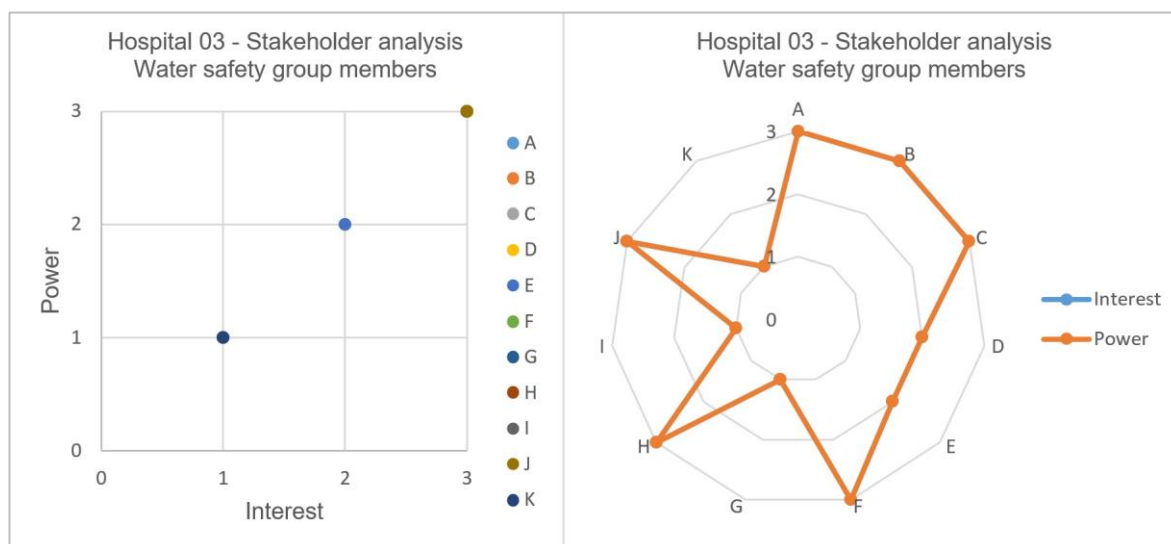 Hospital 03 - Stakeholder analysis
Water safety group members
3
2
1
0
Power
0
1
2
3
Interest
A
B
C
D
E
F
G
H
I
J
K
Hospital 03 - Stakeholder analysis
Water safety group members
A
B
C
D
E
F
G
H
I
J
K
3
2
1
0
Interest
Power